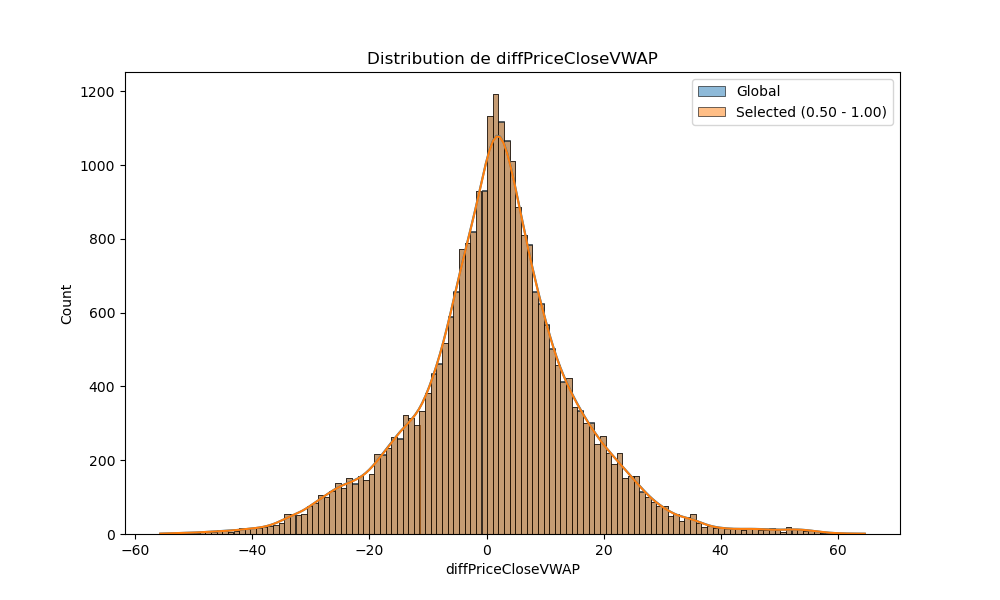 Distribution de diffPriceCloseVWAP
Global
Selected (0.50 - 1.00)
1200
1000
800
600
400
200
0
Count
−60
−40
−20
0
20
40
60
diffPriceCloseVWAP